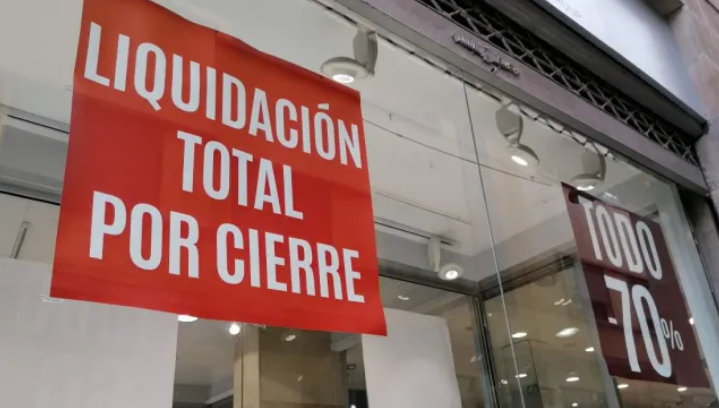 LIQUIDACIÓN
TOTAL
POR CIERRE
TODO
-70%